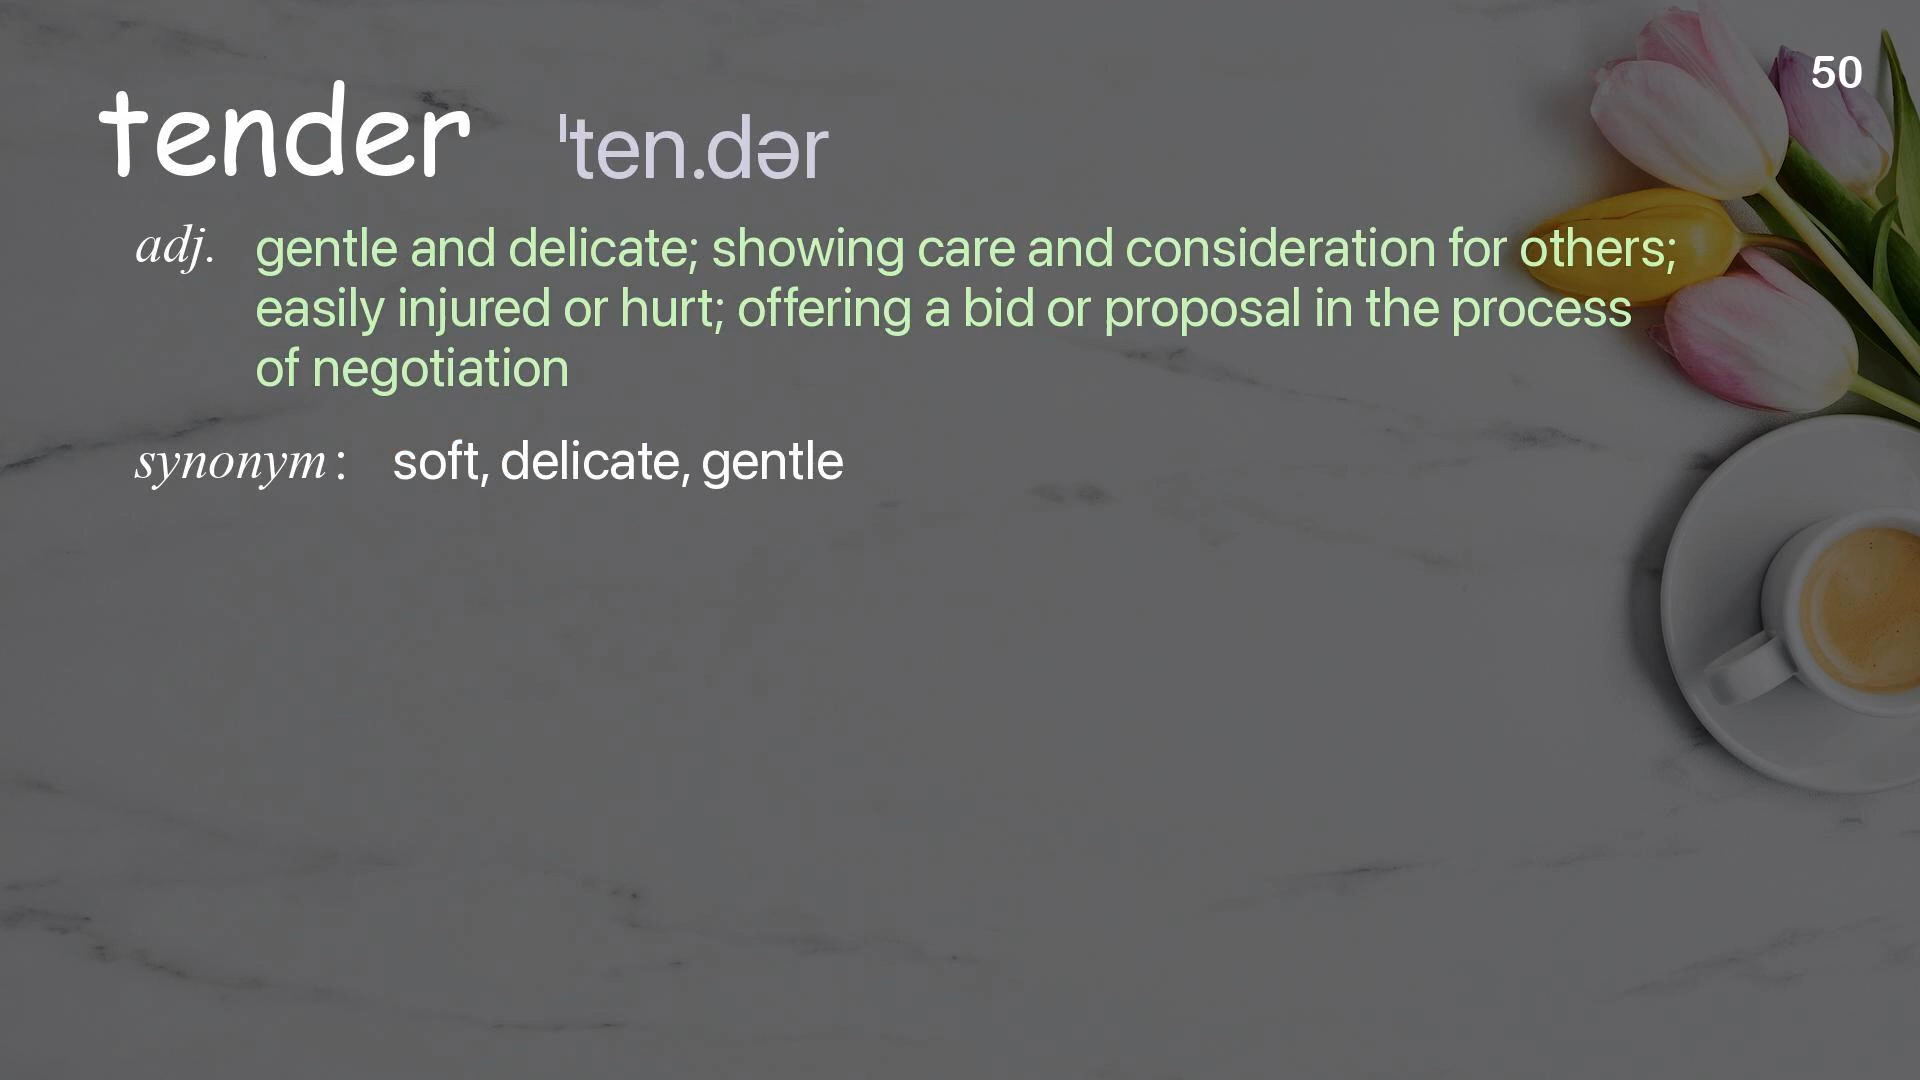 50
tender ˈten.dər
adj. gentle and delicate; showing care and consideration for others;
easily injured or hurt; offering a bid or proposal in the process
of negotiation
synonym: soft, delicate, gentle